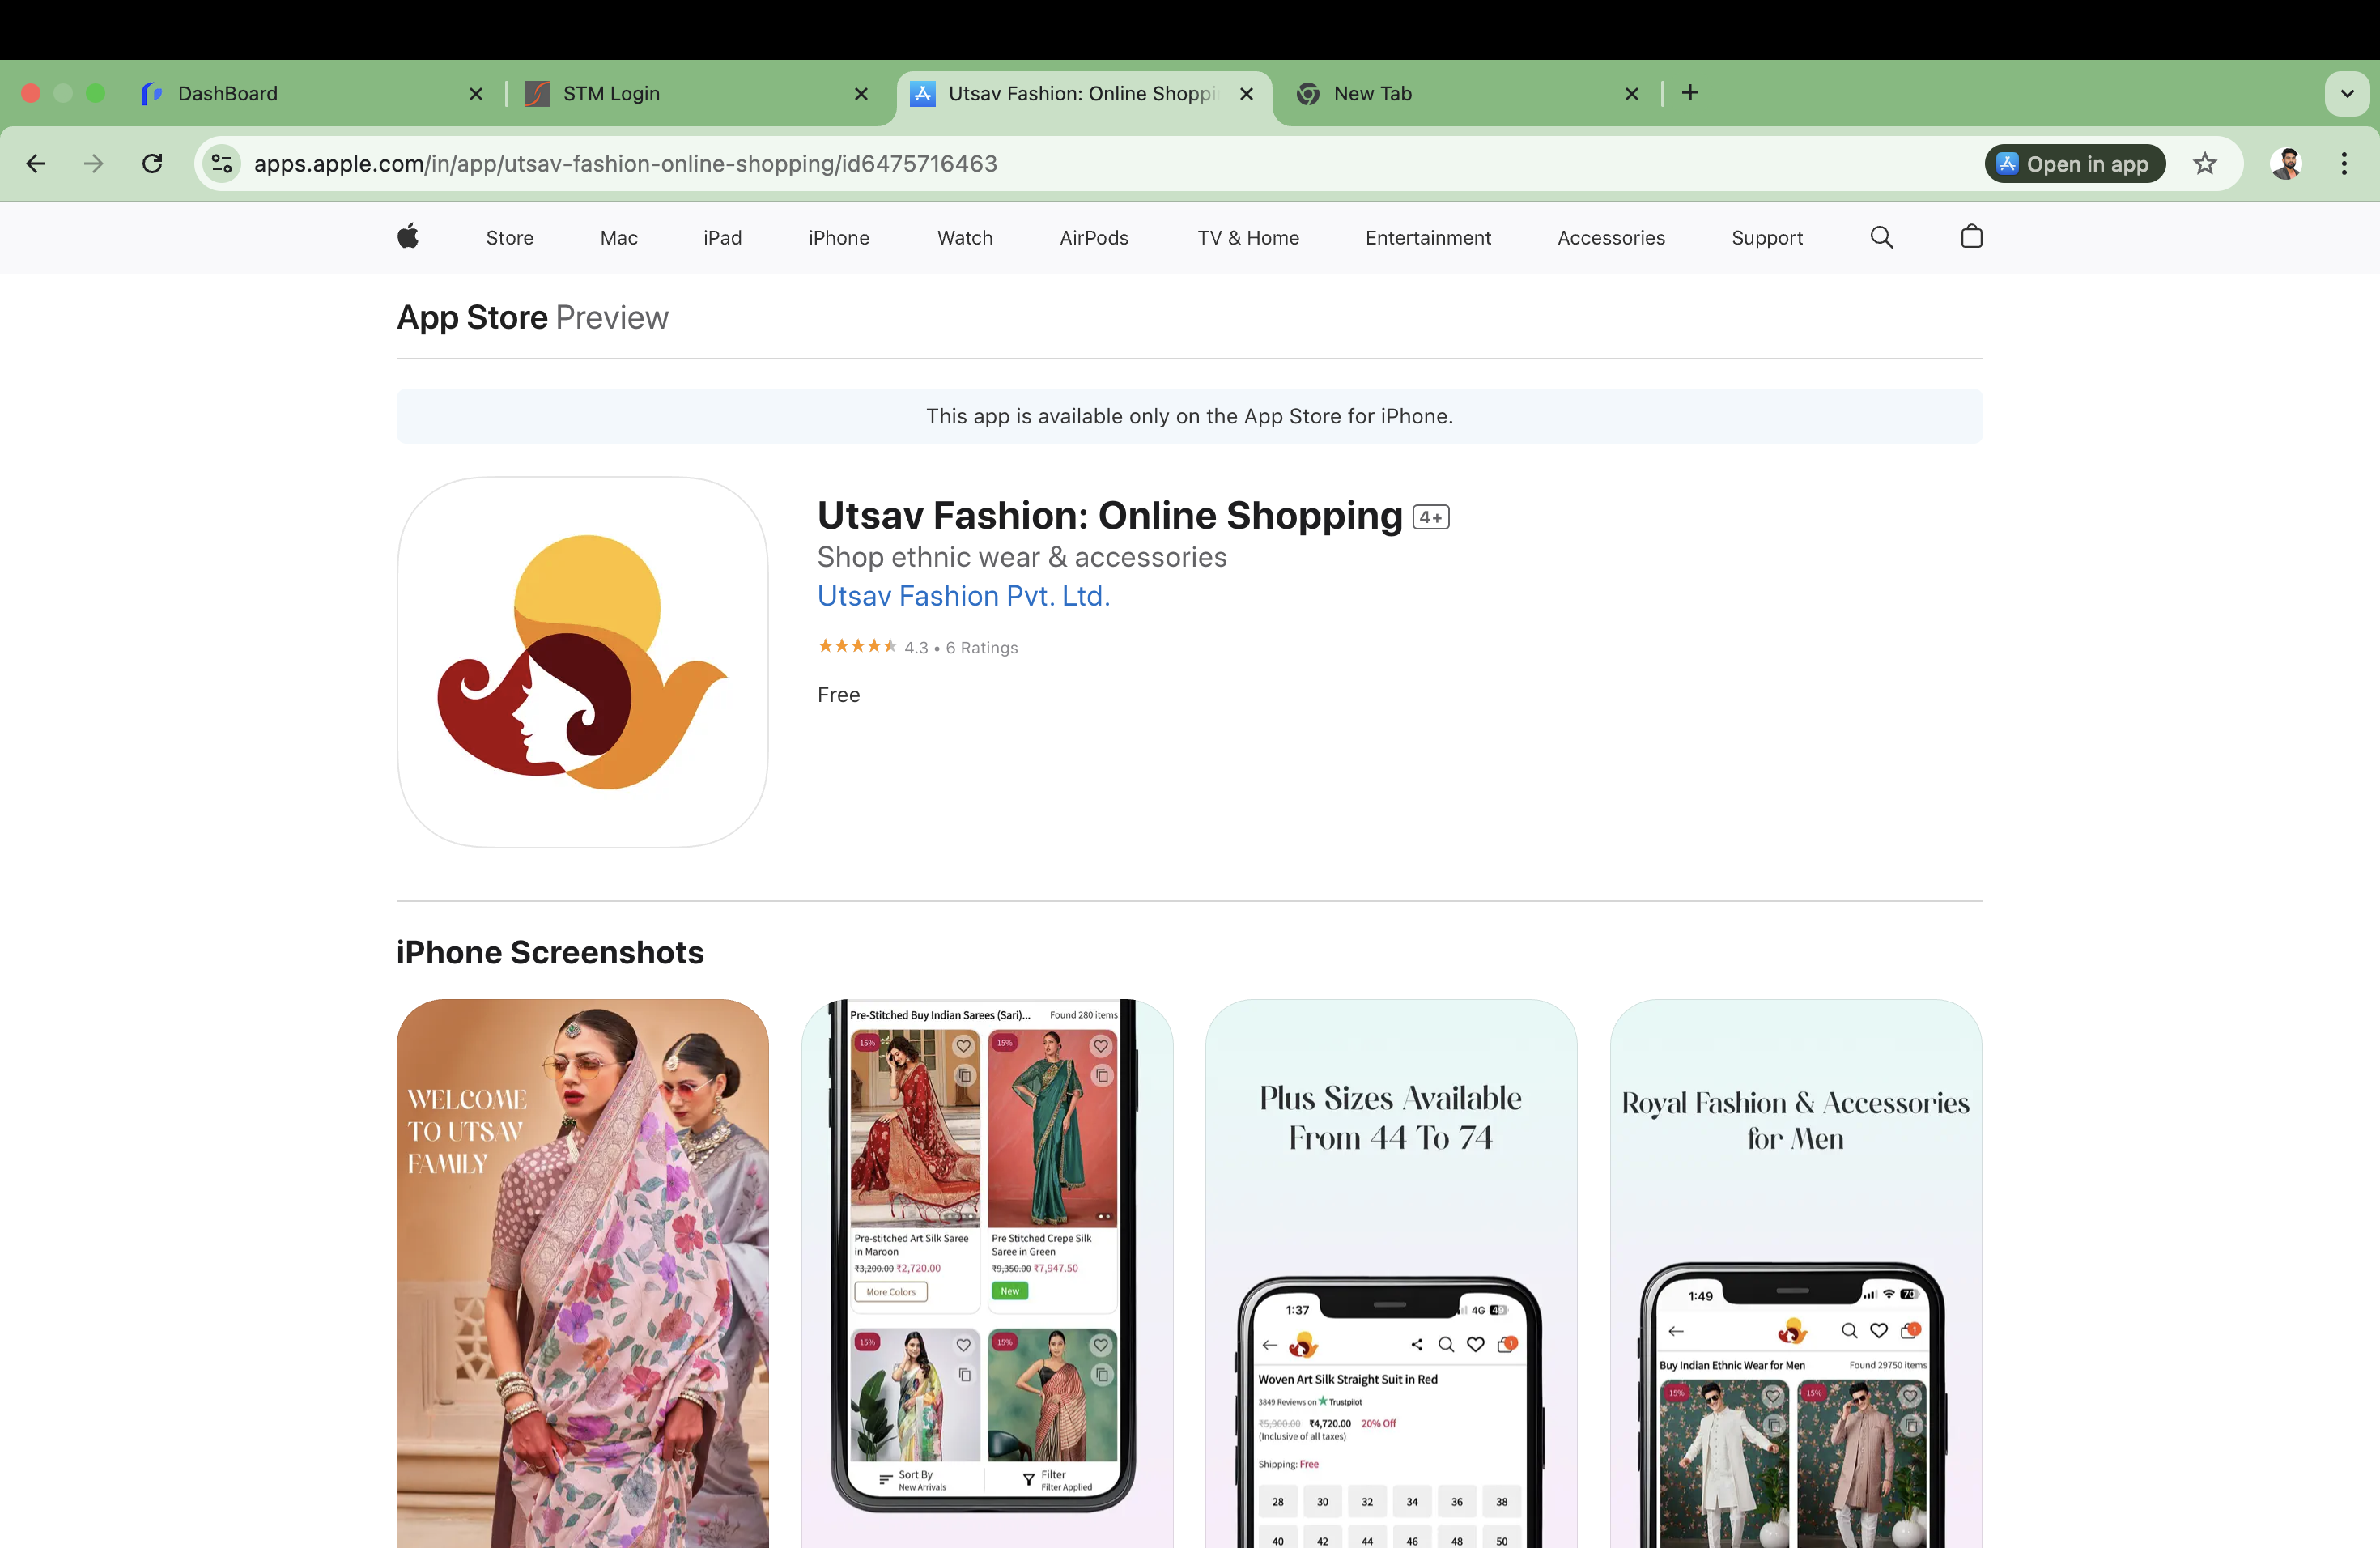 DashBoard
STM Login
Utsav Fashion: Online Shoppi
New Tab
apps.apple.com/in/app/utsav-fashion-online-shopping/id6475716463
Open in app
Store Mac iPad iPhone Watch AirPods TV & Home Entertainment Accessories Support
App Store Preview
This app is available only on the App Store for iPhone.
Utsav Fashion: Online Shopping 4+
Shop ethnic wear & accessories
Utsav Fashion Pvt. Ltd.
4.3 • 6 Ratings
Free
iPhone Screenshots
WELCOME
TO UTSAV
FAMILY
Pre-Stitched Buy Indian Sarees (Sari)... Found 280 items
15% 15%
Pre-stitched Art Silk Saree
in Maroon
₹3,200.00 ₹2,720.00
More Colors
Pre Stitched Crepe Silk
Saree in Green
₹9,350.00 ₹7,947.50
New
15% 15%
Sort By
New Arrivals
Filter
Filter Applied
Plus Sizes Available
From 44 To 74
1:37 4G
1
Woven Art Silk Straight Suit in Red
3849 Reviews on Trustpilot
₹5,900.00 ₹4,720.00 20% Off
(Inclusive of all taxes)
Shipping: Free
28 30 32 34 36 38
40 42 44 46 48 50
Royal Fashion & Accessories
for Men
1:49 70
1
Buy Indian Ethnic Wear for Men Found 29750 items
15% 15%